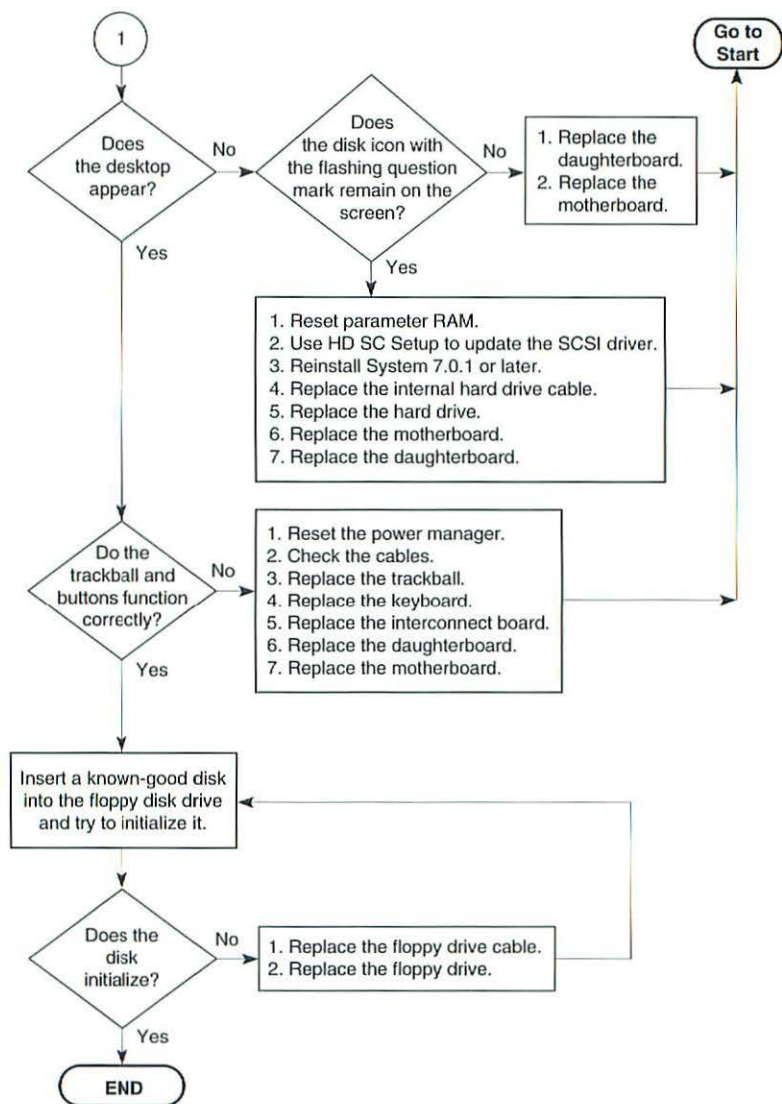 1
Go to
Start
Does
the desktop
appear?
No
Does
the disk icon with
the flashing question
mark remain on the
screen?
No
1. Replace the
daughterboard.
2. Replace the
motherboard.
Yes
Yes
1. Reset parameter RAM.
2. Use HD SC Setup to update the SCSI driver.
3. Reinstall System 7.0.1 or later.
4. Replace the internal hard drive cable.
5. Replace the hard drive.
6. Replace the motherboard.
7. Replace the daughterboard.
Do the
trackball and
buttons function
correctly?
No
1. Reset the power manager.
2. Check the cables.
3. Replace the trackball.
4. Replace the keyboard.
5. Replace the interconnect board.
6. Replace the daughterboard.
7. Replace the motherboard.
Yes
Insert a known-good disk
into the floppy disk drive
and try to initialize it.
Does the
disk
initialize?
No
1. Replace the floppy drive cable.
2. Replace the floppy drive.
Yes
END